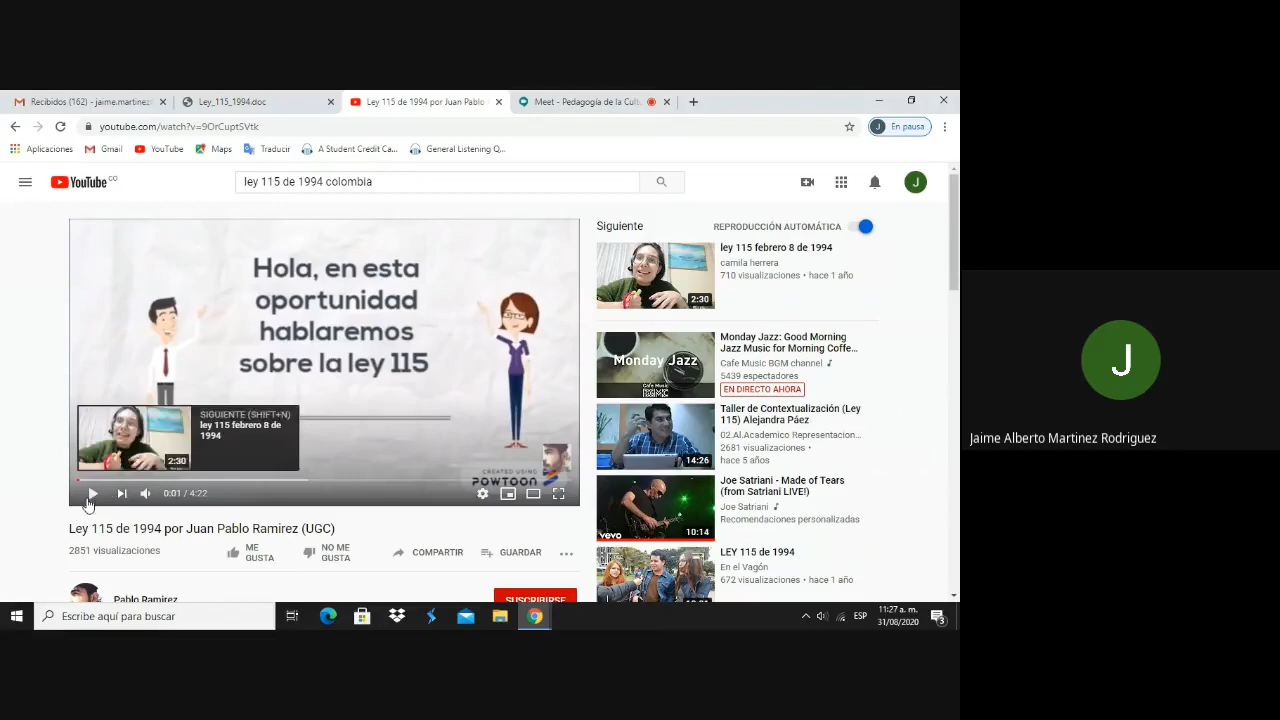 Recibidos (162) - jaime.martinez
Ley_115_1994.doc
Ley 115 de 1994 por Juan Pablo
Meet - Pedagogía de la Cult
youtube.com/watch?v=9OrCuptSVtk
J
En pausa
Aplicaciones
Gmail
YouTube
Maps
Traducir
A Student Credit Ca...
General Listening Q...
YouTube CO
ley 115 de 1994 colombia
J
Hola, en esta
oportunidad
hablaremos
sobre la ley 115
SIGUIENTE (SHIFT+N)
ley 115 febrero 8 de
1994
2:30
CREATED USING
POWTOON
0:01 / 4:22
Ley 115 de 1994 por Juan Pablo Ramirez (UGC)
2851 visualizaciones
ME
GUSTA
NO ME
GUSTA
COMPARTIR
GUARDAR
Pablo Ramirez
SUSCRIBIRSE
Siguiente
REPRODUCCIÓN AUTOMÁTICA
2:30
ley 115 febrero 8 de 1994
camila herrera
710 visualizaciones • hace 1 año
Monday Jazz
Cafe Music
Monday Jazz: Good Morning
Jazz Music for Morning Coffe...
Cafe Music BGM channel
5439 espectadores
EN DIRECTO AHORA
14:26
Taller de Contextualización (Ley
115) Alejandra Páez
02.Al.Academico Representacion...
2681 visualizaciones •
hace 5 años
vevo
10:14
Joe Satriani - Made of Tears
(from Satriani LIVE!)
Joe Satriani
Recomendaciones personalizadas
LEY 115 de 1994
En el Vagón
672 visualizaciones • hace 1 año
Escribe aquí para buscar
ESP
11:27 a. m.
31/08/2020
3
J
Jaime Alberto Martinez Rodriguez